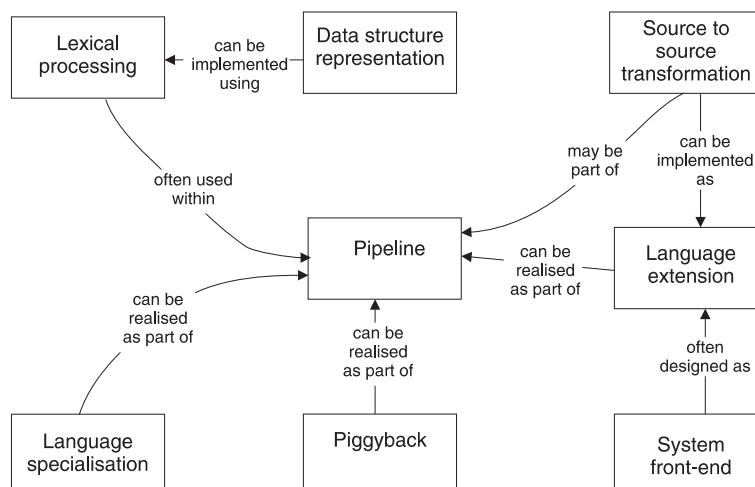 Lexical
processing
can be
implemented
using
Data structure
representation
Source to
source
transformation
often used
within
may be
part of
can be
implemented
as
Pipeline
can be
realised
as part of
Language
extension
can be
realised
as part of
can be
realised
as part of
often
designed as
Language
specialisation
Piggyback
System
front-end